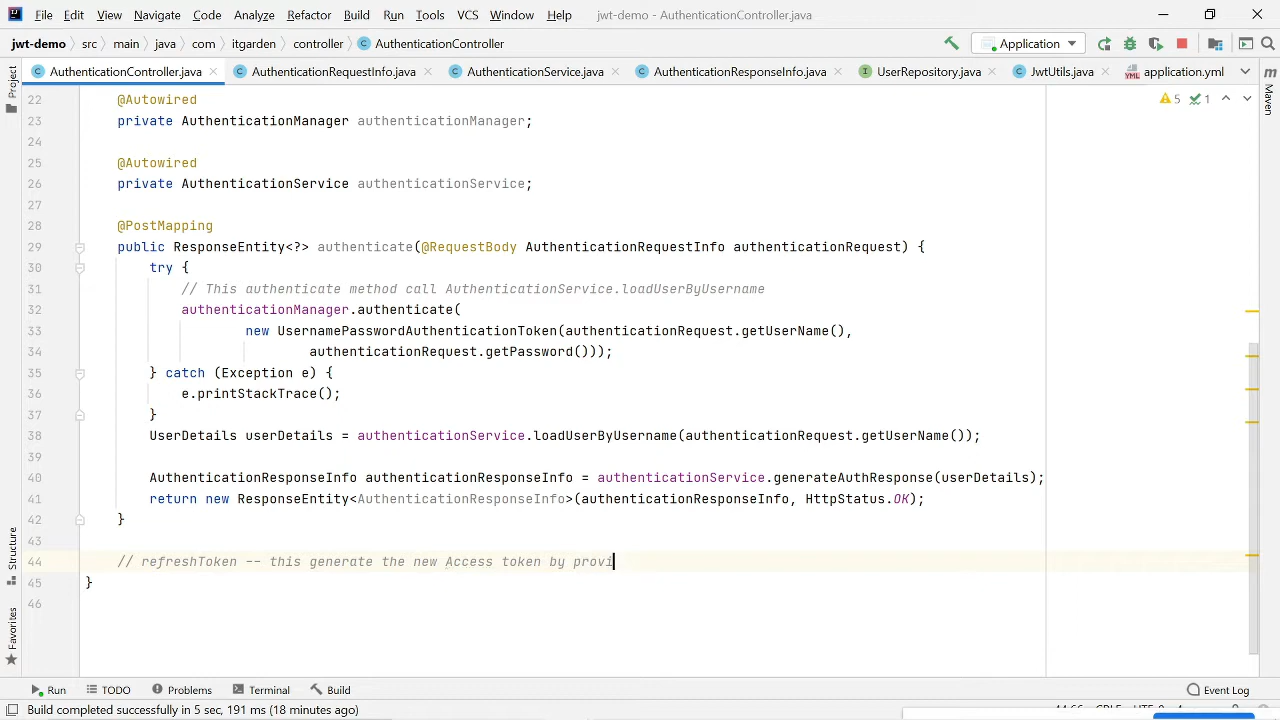 File Edit View Navigate Code Analyze Refactor Build Run Tools VCS Window Help jwt-demo - AuthenticationController.java
jwt-demo src main java com itgarden controller AuthenticationController Application
AuthenticationController.java AuthenticationRequestInfo.java AuthenticationService.java AuthenticationResponseInfo.java UserRepository.java JwtUtils.java application.yml
Project
Maven
5 1
22 @Autowired
23 private AuthenticationManager authenticationManager;
24
25 @Autowired
26 private AuthenticationService authenticationService;
27
28 @PostMapping
29 public ResponseEntity<?> authenticate(@RequestBody AuthenticationRequestInfo authenticationRequest) {
30 try {
31 // This authenticate method call AuthenticationService.loadUserByUsername
32 authenticationManager.authenticate(
33 new UsernamePasswordAuthenticationToken(authenticationRequest.getUserName(),
34 authenticationRequest.getPassword()));
35 } catch (Exception e) {
36 e.printStackTrace();
37 }
38 UserDetails userDetails = authenticationService.loadUserByUsername(authenticationRequest.getUserName());
39
40 AuthenticationResponseInfo authenticationResponseInfo = authenticationService.generateAuthResponse(userDetails);
41 return new ResponseEntity<AuthenticationResponseInfo>(authenticationResponseInfo, HttpStatus.OK);
42 }
43
44 // refreshToken -- this generate the new Access token by provi
45 }
46
Structure
Favorites
Run TODO Problems Terminal Build Event Log
Build completed successfully in 5 sec, 191 ms (18 minutes ago)